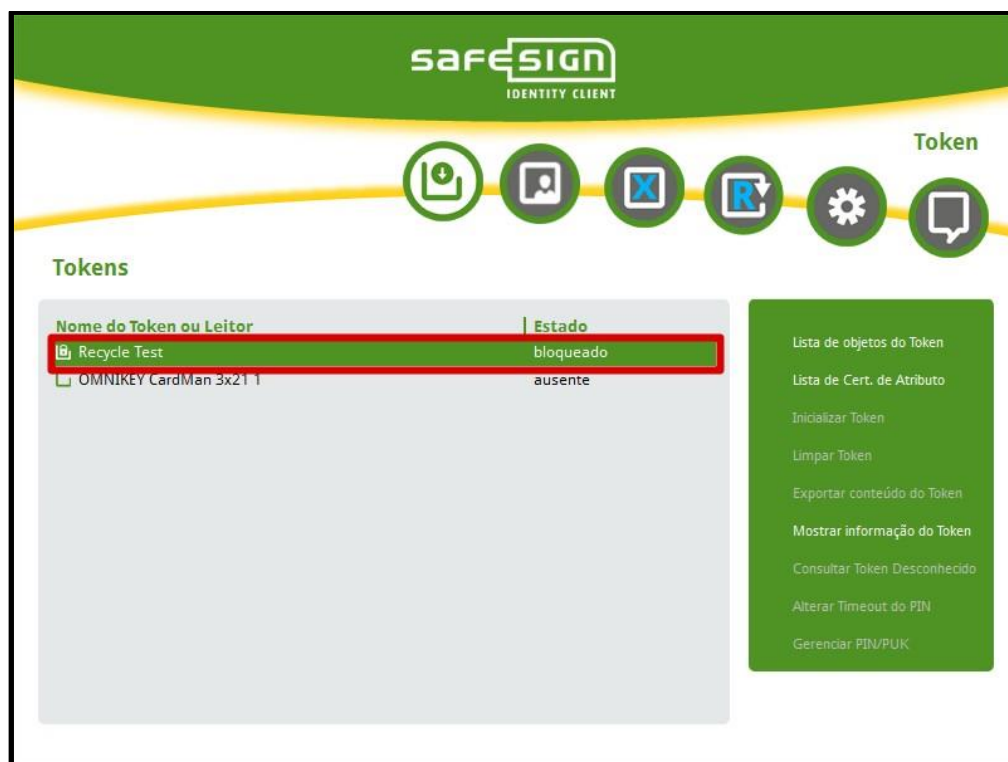 safesign
IDENTITY CLIENT
Token
X
R
Tokens
Nome do Token ou Leitor Estado
Recycle Test bloqueado
OMNIKEY CardMan 3x21 1 ausente
Lista de objetos do Token
Lista de Cert. de Atributo
Inicializar Token
Limpar Token
Exportar conteúdo do Token
Mostrar informação do Token
Consultar Token Desconhecido
Alterar Timeout do PIN
Gerenciar PIN/PUK